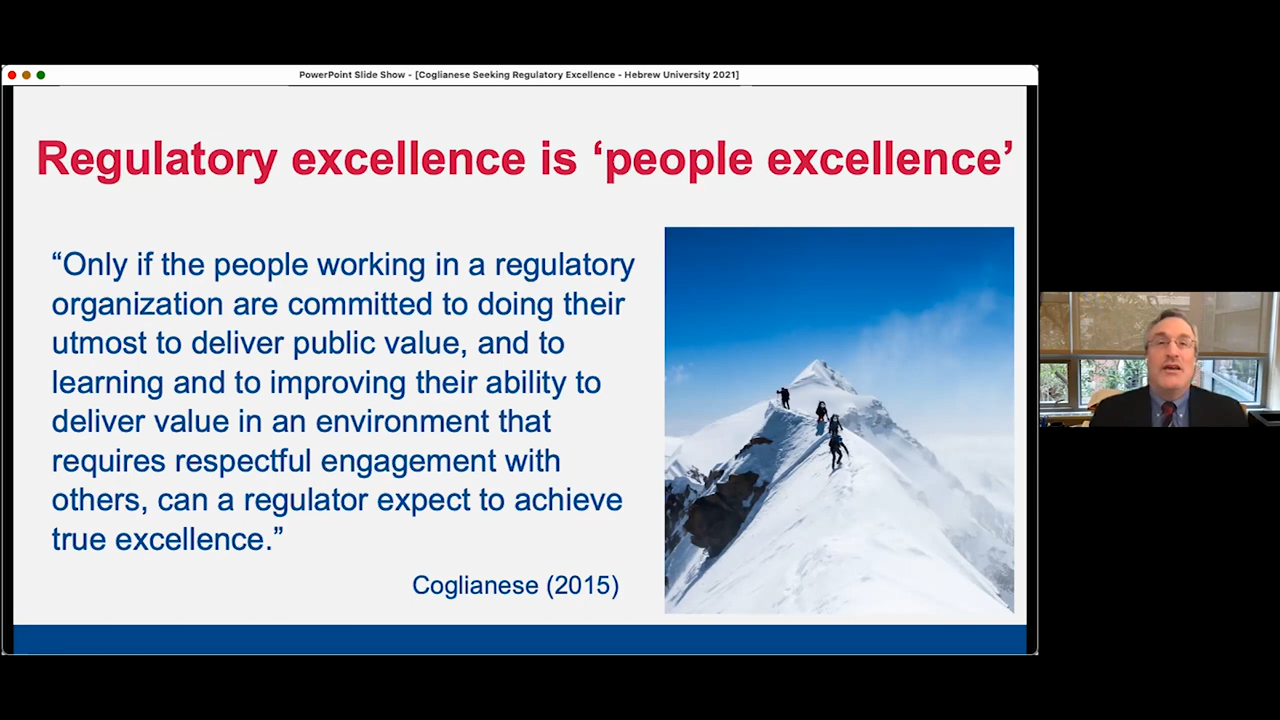 PowerPoint Slide Show - [Coglianese Seeking Regulatory Excellence - Hebrew University 2021]
Regulatory excellence is ‘people excellence’
“Only if the people working in a regulatory
organization are committed to doing their
utmost to deliver public value, and to
learning and to improving their ability to
deliver value in an environment that
requires respectful engagement with
others, can a regulator expect to achieve
true excellence.”
Coglianese (2015)